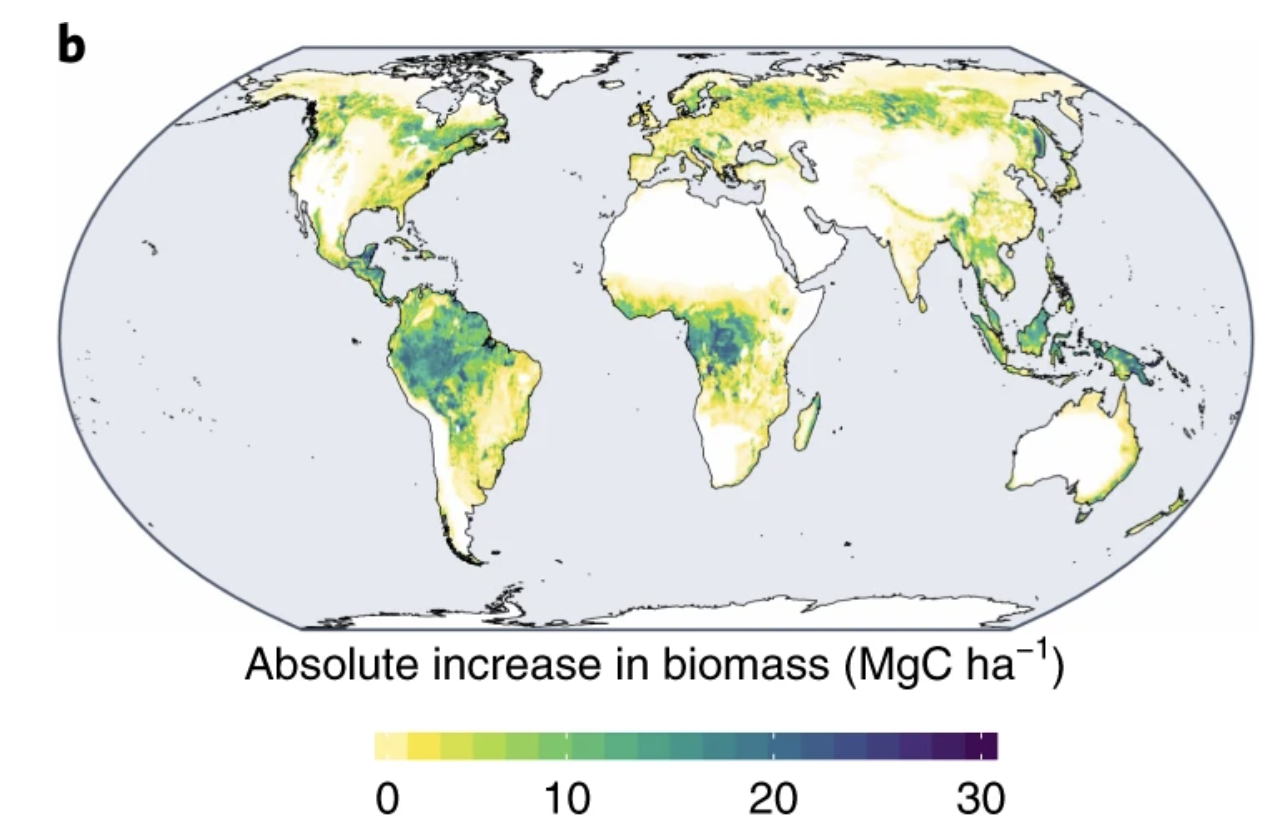 b
Absolute increase in biomass (MgC ha⁻¹)
0 10 20 30